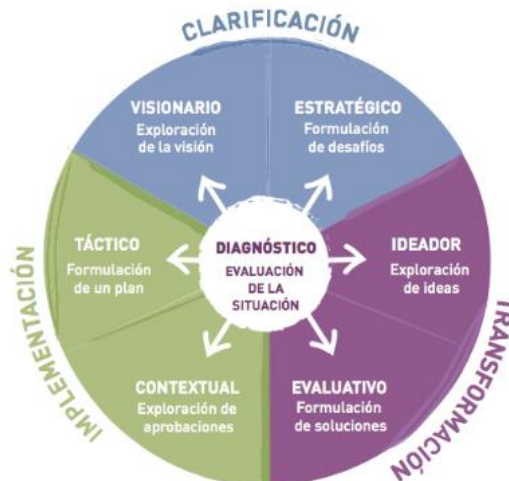 CLARIFICACIÓN
VISIONARIO
Exploración
de la visión
ESTRATÉGICO
Formulación
de desafíos
TÁCTICO
Formulación
de un plan
DIAGNÓSTICO
EVALUACIÓN
DE LA
SITUACIÓN
IDEADOR
Exploración
de ideas
CONTEXTUAL
Exploración de
aprobaciones
EVALUATIVO
Formulación
de soluciones
IMPLEMENTACIÓN
TRANSFORMACIÓN